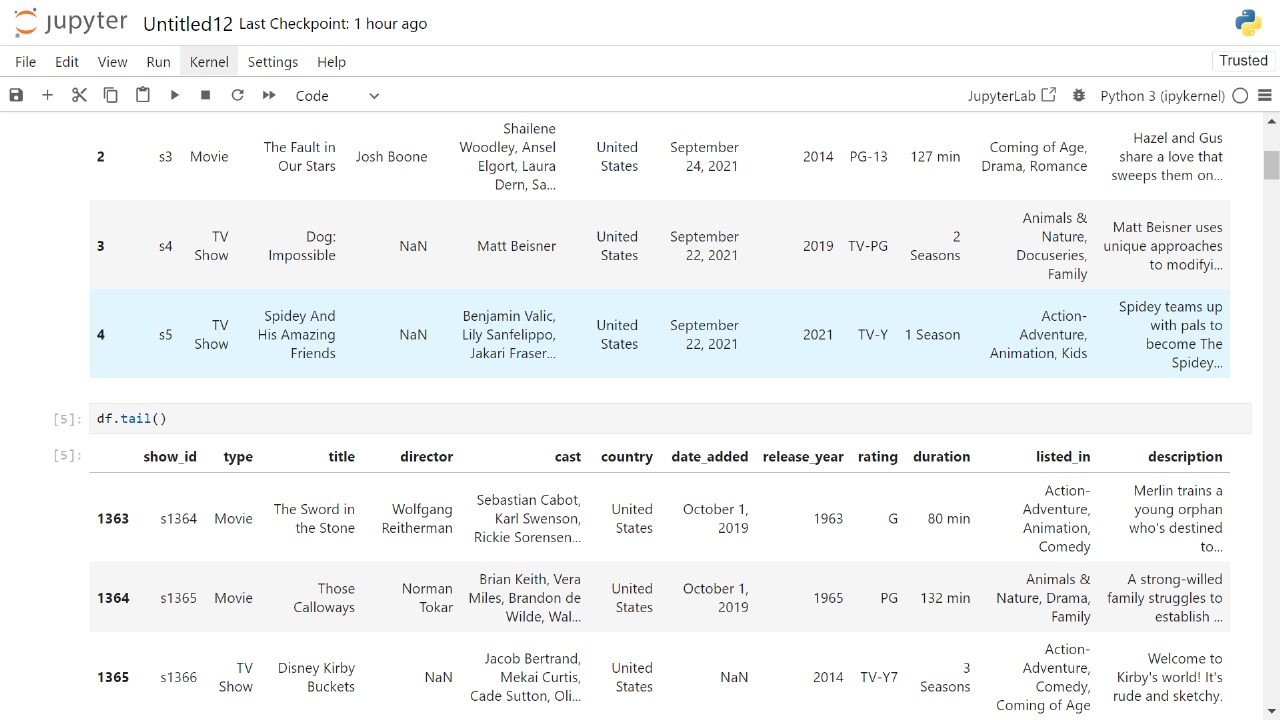 jupyter Untitled12 Last Checkpoint: 1 hour ago
File Edit View Run Kernel Settings Help Trusted
Code JupyterLab Python 3 (ipykernel)
2 s3 Movie The Fault in Our Stars Josh Boone Shailene Woodley, Ansel Elgort, Laura Dern, Sa... United States September 24, 2021 2014 PG-13 127 min Coming of Age, Drama, Romance Hazel and Gus share a love that sweeps them on...
3 s4 TV Show Dog: Impossible NaN Matt Beisner United States September 22, 2021 2019 TV-PG 2 Seasons Animals & Nature, Docuseries, Family Matt Beisner uses unique approaches to modifyi...
4 s5 TV Show Spidey And His Amazing Friends NaN Benjamin Valic, Lily Sanfelippo, Jakari Fraser... United States September 22, 2021 2021 TV-Y 1 Season Action-Adventure, Animation, Kids Spidey teams up with pals to become The Spidey...
[5]: df.tail()
[5]: show_id type title director cast country date_added release_year rating duration listed_in description
1363 s1364 Movie The Sword in the Stone Wolfgang Reitherman Sebastian Cabot, Karl Swenson, Rickie Sorensen... United States October 1, 2019 1963 G 80 min Action-Adventure, Animation, Comedy Merlin trains a young orphan who's destined to...
1364 s1365 Movie Those Calloways Norman Tokar Brian Keith, Vera Miles, Brandon de Wilde, Wal... United States October 1, 2019 1965 PG 132 min Animals & Nature, Drama, Family A strong-willed family struggles to establish ...
1365 s1366 TV Show Disney Kirby Buckets NaN Jacob Bertrand, Mekai Curtis, Cade Sutton, Oli... United States NaN 2014 TV-Y7 3 Seasons Action-Adventure, Comedy, Coming of Age Welcome to Kirby's world! It's rude and sketchy.